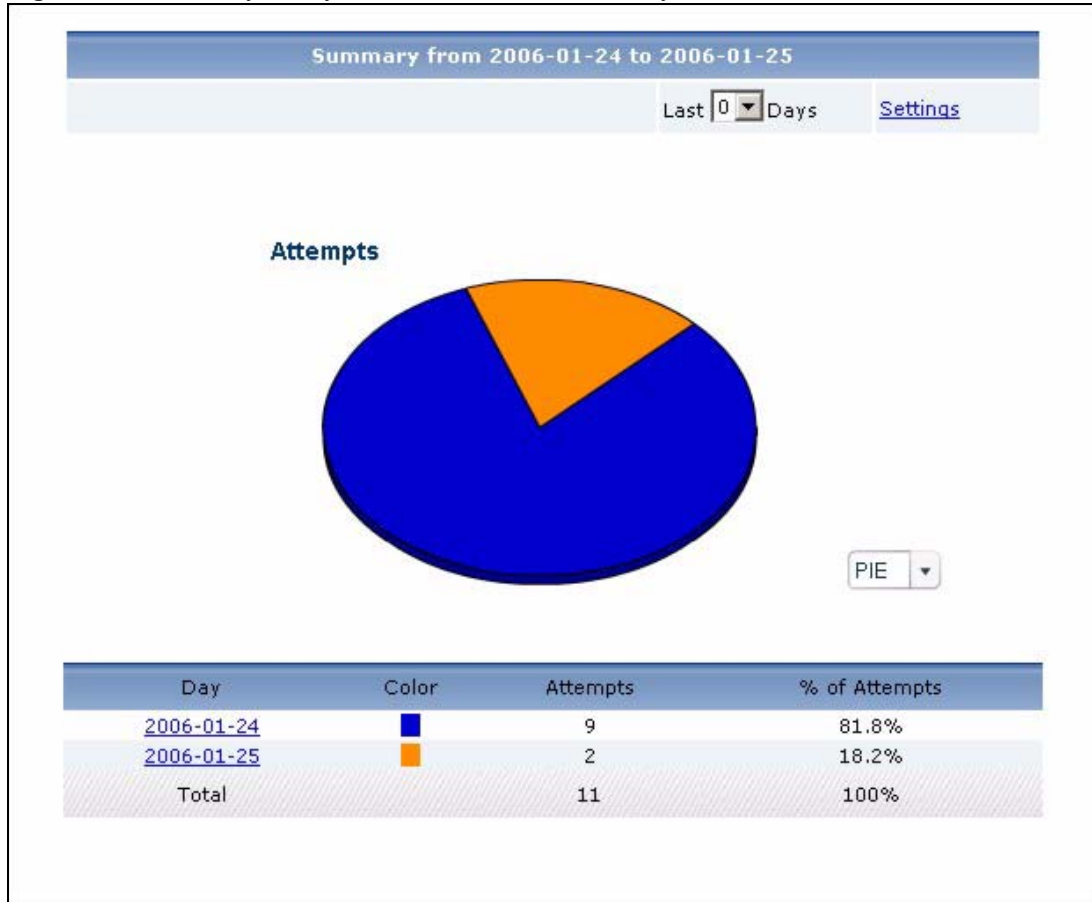 Summary from 2006-01-24 to 2006-01-25
Last 0 Days Settings
Attempts
PIE
Day Color Attempts % of Attempts
2006-01-24 9 81.8%
2006-01-25 2 18.2%
Total 11 100%